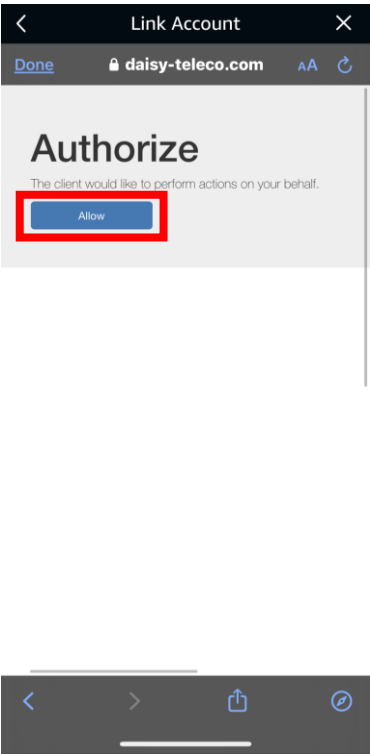 Link Account
Done daisy-teleco.com AA
Authorize
The client would like to perform actions on your behalf.
Allow